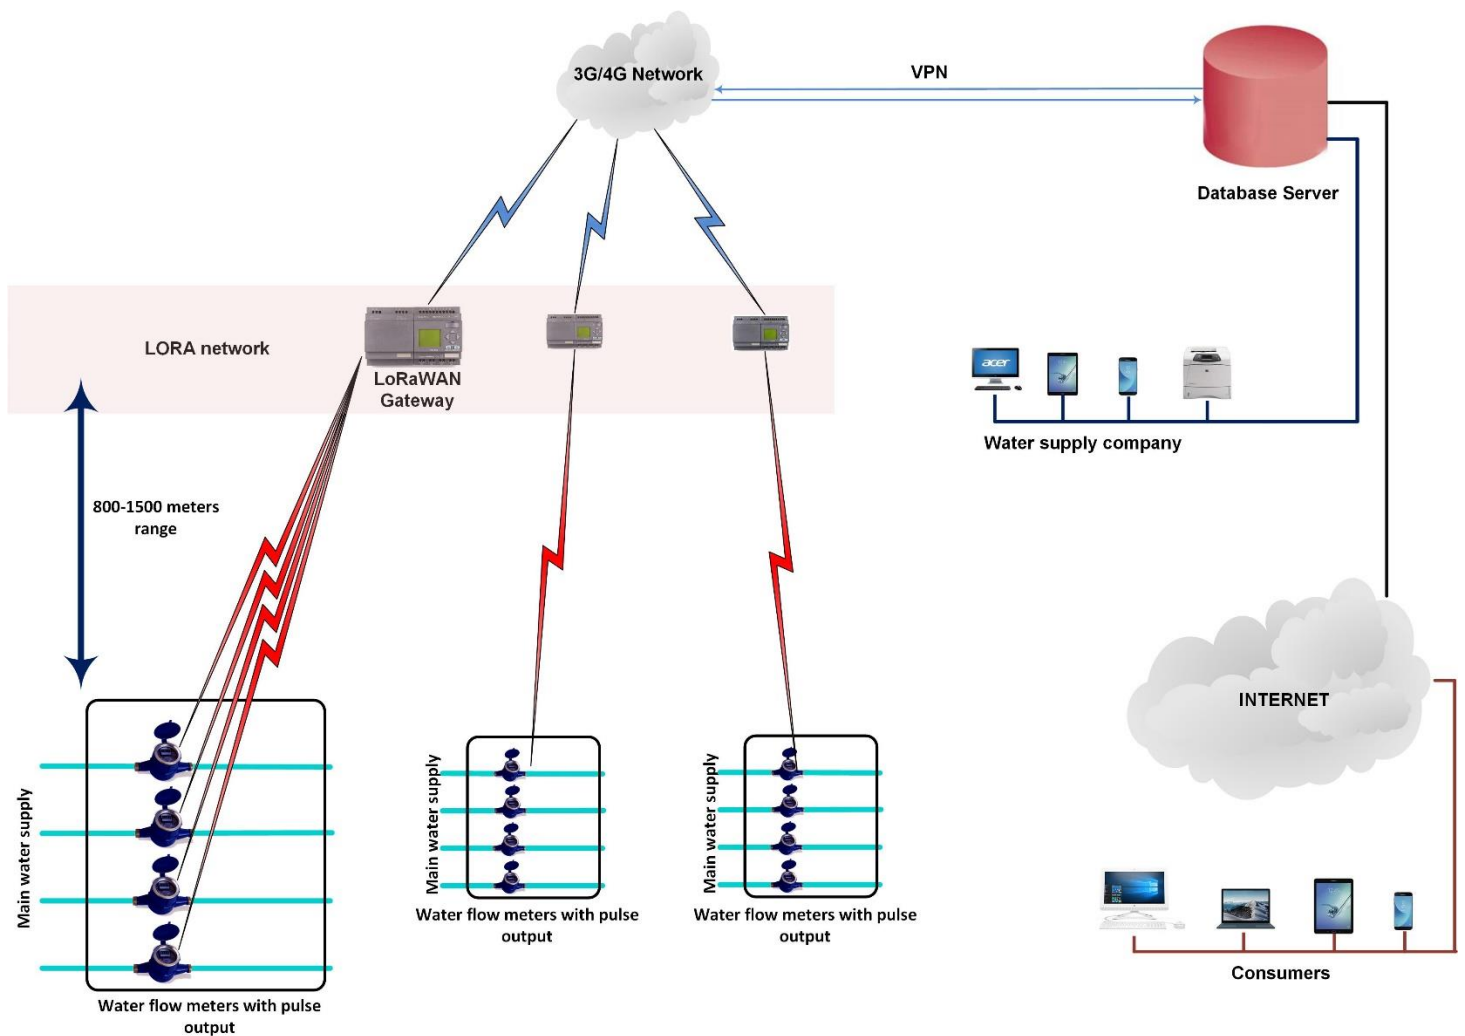 3G/4G Network
VPN
Database Server
LORA network
LoRaWAN
Gateway
acer
Water supply company
800-1500 meters
range
INTERNET
Main water supply
Main water supply
Main water supply
Water flow meters with pulse
output
Water flow meters with pulse
output
Water flow meters with pulse
output
Consumers